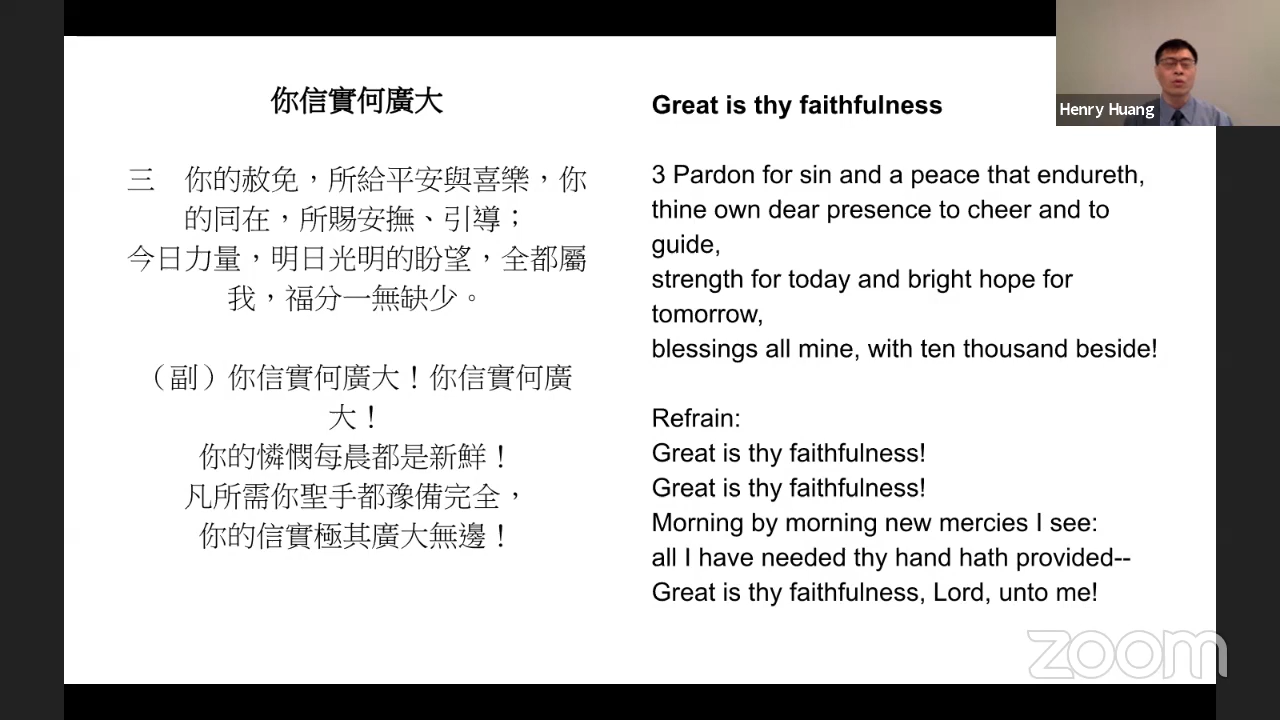 你信實何廣大
三　你的赦免，所給平安與喜樂，你
的同在，所賜安撫、引導；
今日力量，明日光明的盼望，全都屬
我，福分一無缺少。
（副）你信實何廣大！你信實何廣
大！
你的憐憫每晨都是新鮮！
凡所需你聖手都豫備完全，
你的信實極其廣大無邊！
Great is thy faithfulness
3 Pardon for sin and a peace that endureth,
thine own dear presence to cheer and to
guide,
strength for today and bright hope for
tomorrow,
blessings all mine, with ten thousand beside!
Refrain:
Great is thy faithfulness!
Great is thy faithfulness!
Morning by morning new mercies I see:
all I have needed thy hand hath provided--
Great is thy faithfulness, Lord, unto me!
Henry Huang
zoom